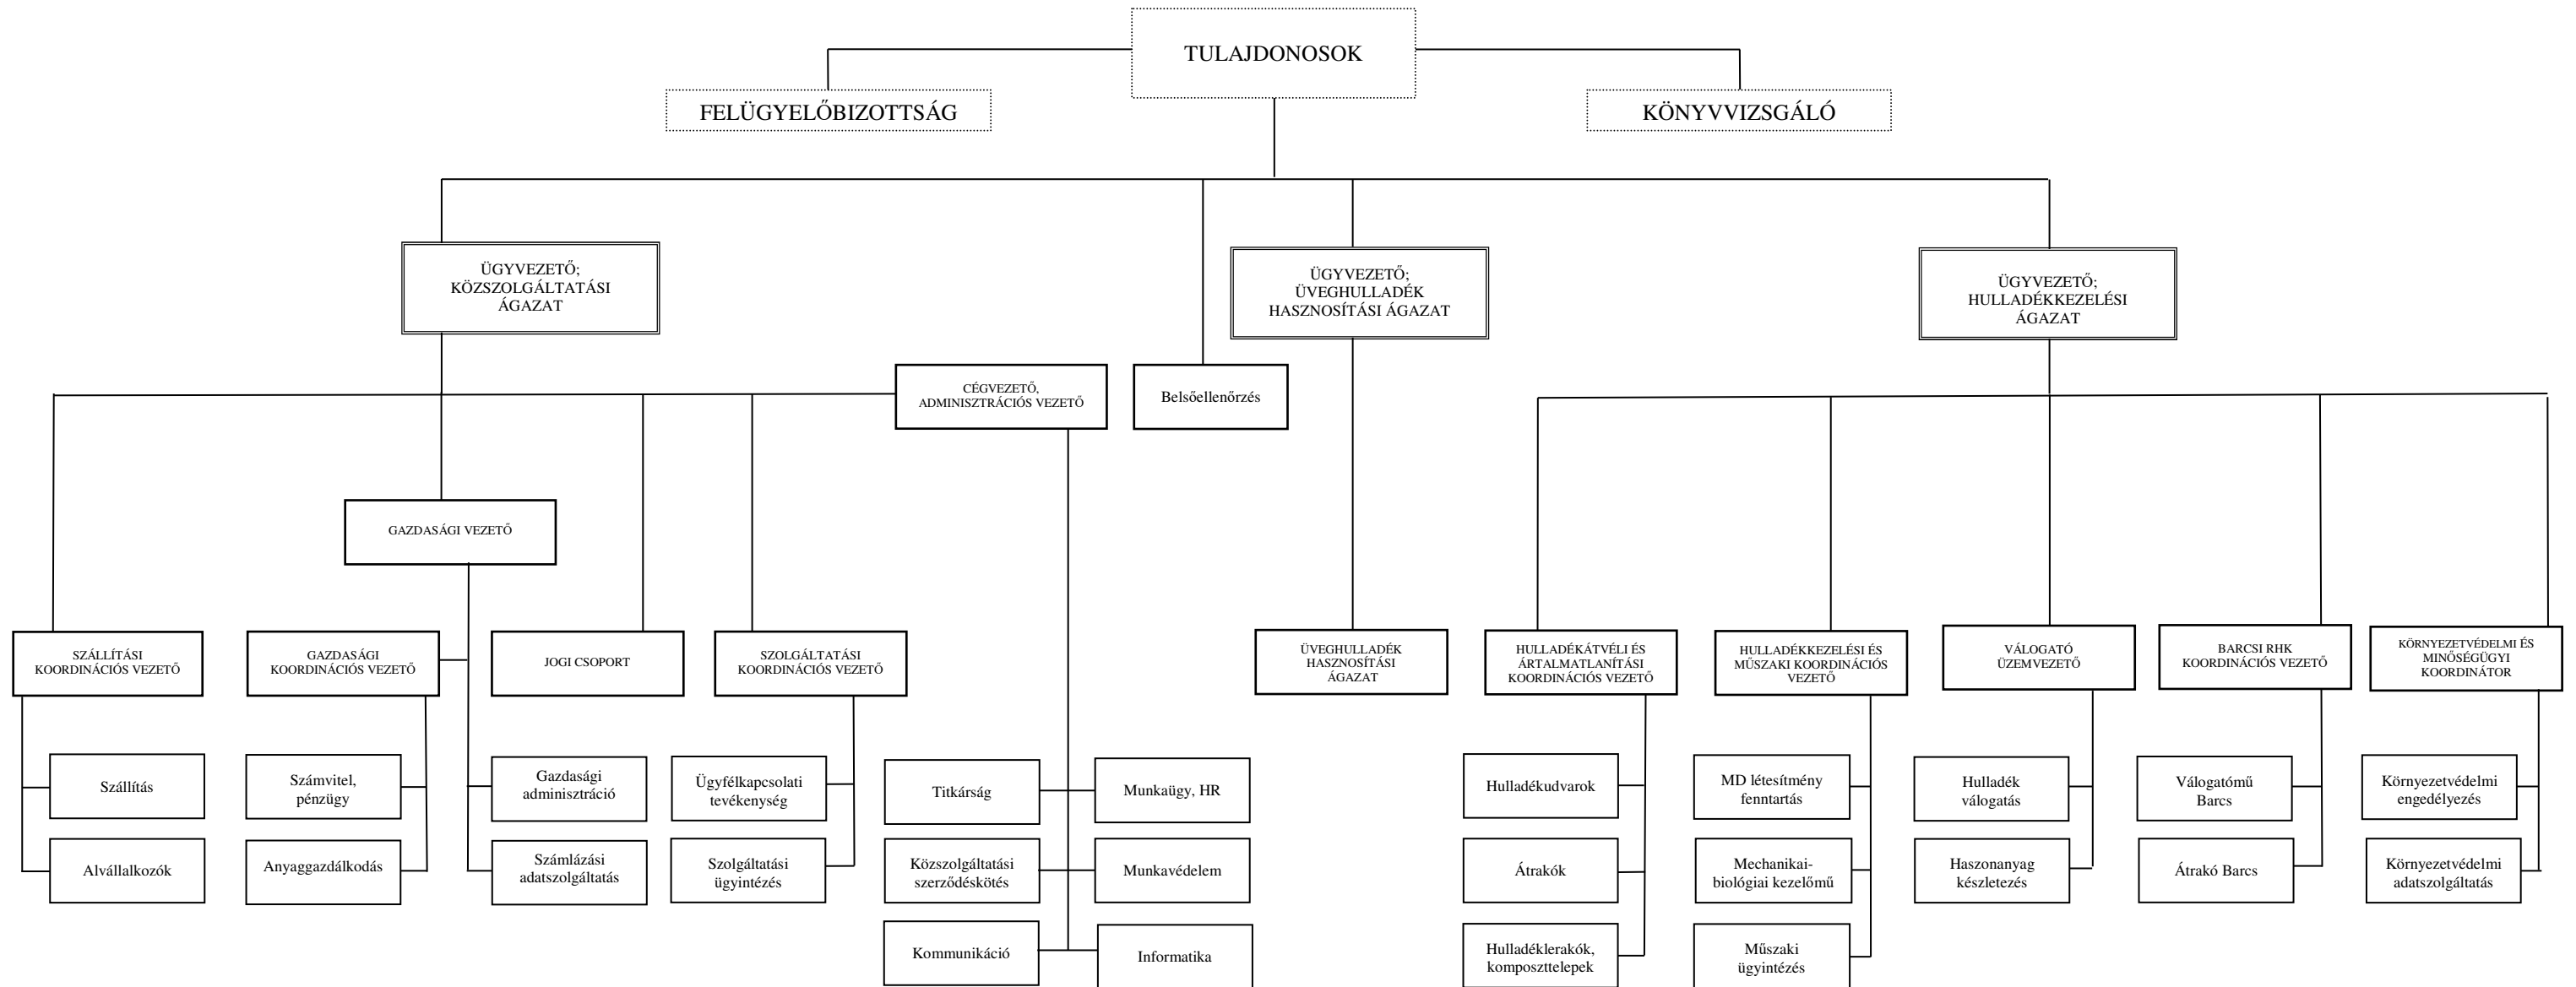 TULAJDONOSOK
FELÜGYELŐBIZOTTSÁG
KÖNYVVIZSGÁLÓ
ÜGYVEZETŐ;
KÖZSZOLGÁLTATÁSI
ÁGAZAT
ÜGYVEZETŐ;
ÜVEGHULLADÉK
HASZNOSÍTÁSI ÁGAZAT
ÜGYVEZETŐ;
HULLADÉKKEZELÉSI
ÁGAZAT
CÉGVEZETŐ,
ADMINISZTRÁCIÓS VEZETŐ
Belsőellenőrzés
GAZDASÁGI VEZETŐ
SZÁLLÍTÁSI
KOORDINÁCIÓS VEZETŐ
GAZDASÁGI
KOORDINÁCIÓS VEZETŐ
JOGI CSOPORT
SZOLGÁLTATÁSI
KOORDINÁCIÓS VEZETŐ
ÜVEGHULLADÉK
HASZNOSÍTÁSI
ÁGAZAT
HULLADÉKÁTVÉLI ÉS
ÁRTALMATLANÍTÁSI
KOORDINÁCIÓS VEZETŐ
HULLADÉKKEZELÉSI ÉS
MŰSZAKI KOORDINÁCIÓS
VEZETŐ
VÁLOGATÓ
ÜZEMVEZETŐ
BARCSI RHK
KOORDINÁCIÓS VEZETŐ
KÖRNYEZETVÉDELMI ÉS
MINŐSÉGÜGYI
KOORDINÁTOR
Szállítás
Számvitel,
pénzügy
Gazdasági
adminisztráció
Ügyfélkapcsolati
tevékenység
Titkárság
Munkaügy, HR
Hulladékudvarok
MD létesítmény
fenntartás
Hulladék
válogatás
Válogatómű
Barcs
Környezetvédelmi
engedélyezés
Alvállalkozók
Anyaggazdálkodás
Számlázási
adatszolgáltatás
Szolgáltatási
ügyintézés
Közszolgáltatási
szerződéskötés
Munkavédelem
Átrakók
Mechanikai-
biológiai kezelőmű
Haszonanyag
készletezés
Átrakó Barcs
Környezetvédelmi
adatszolgáltatás
Kommunikáció
Informatika
Hulladéklerakók,
komposzttelepek
Műszaki
ügyintézés